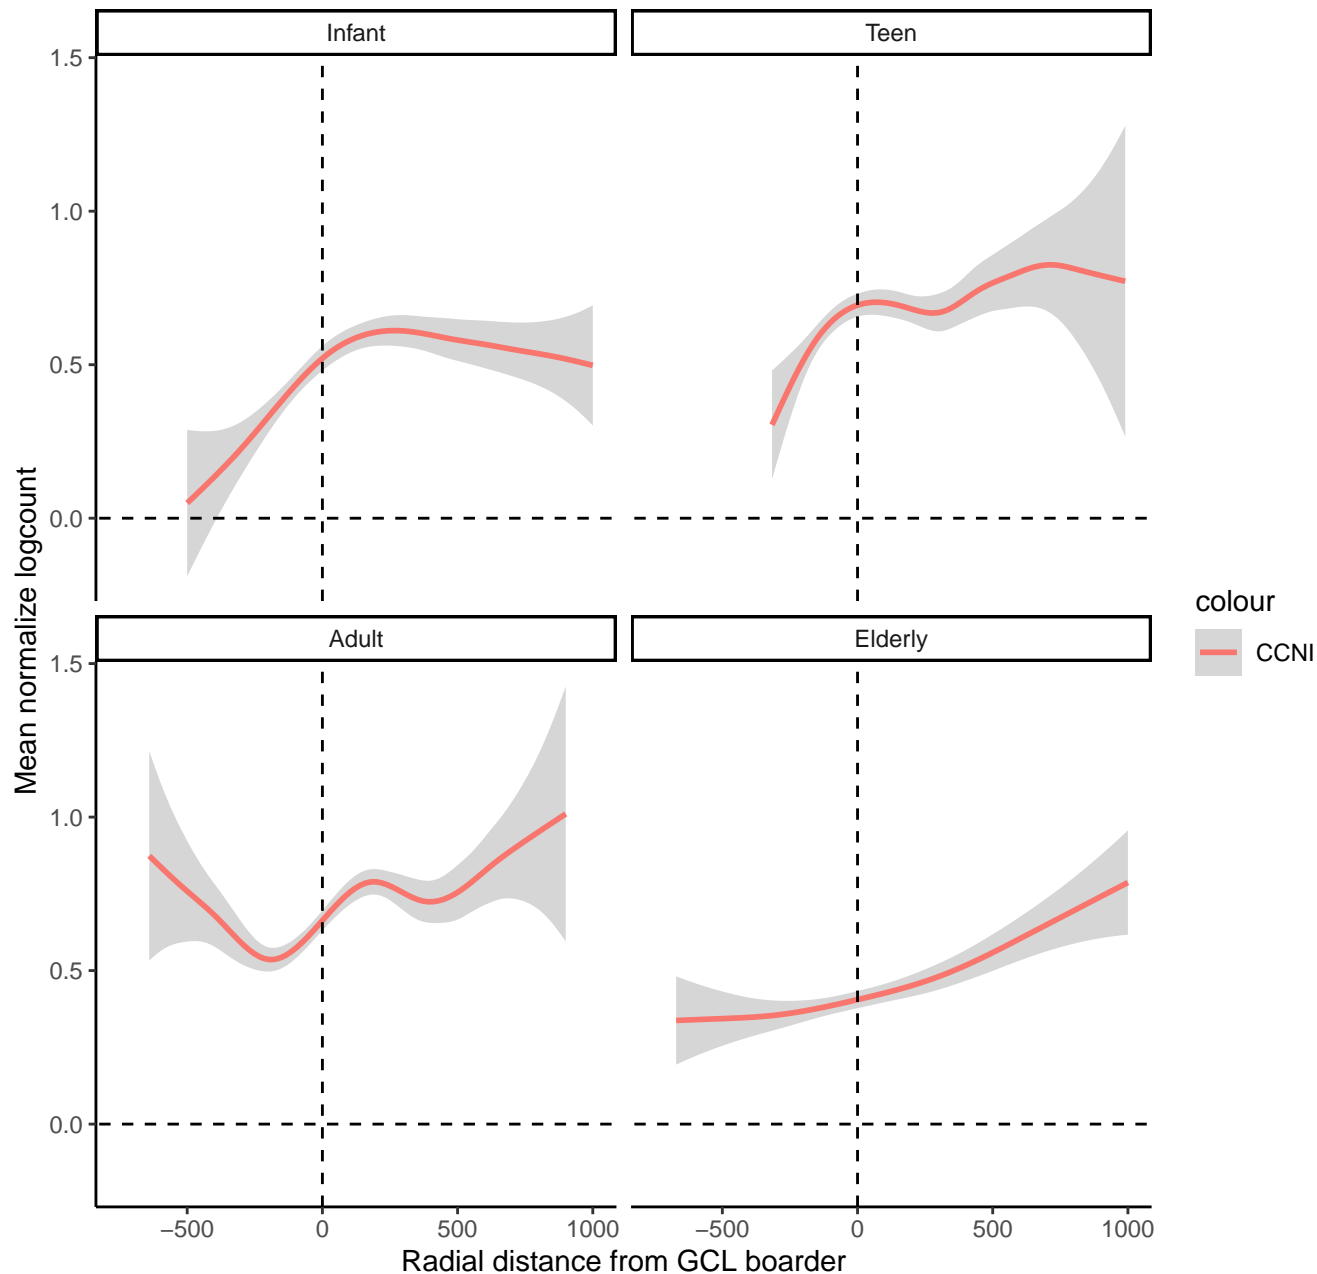 Infant
Teen
1.5
1.0
0.5
0.0
Adult
Elderly
1.5
1.0
0.5
0.0
−500
0
500
1000
−500
0
500
1000
Radial distance from GCL boarder
Mean normalize logcount
colour
CCNI